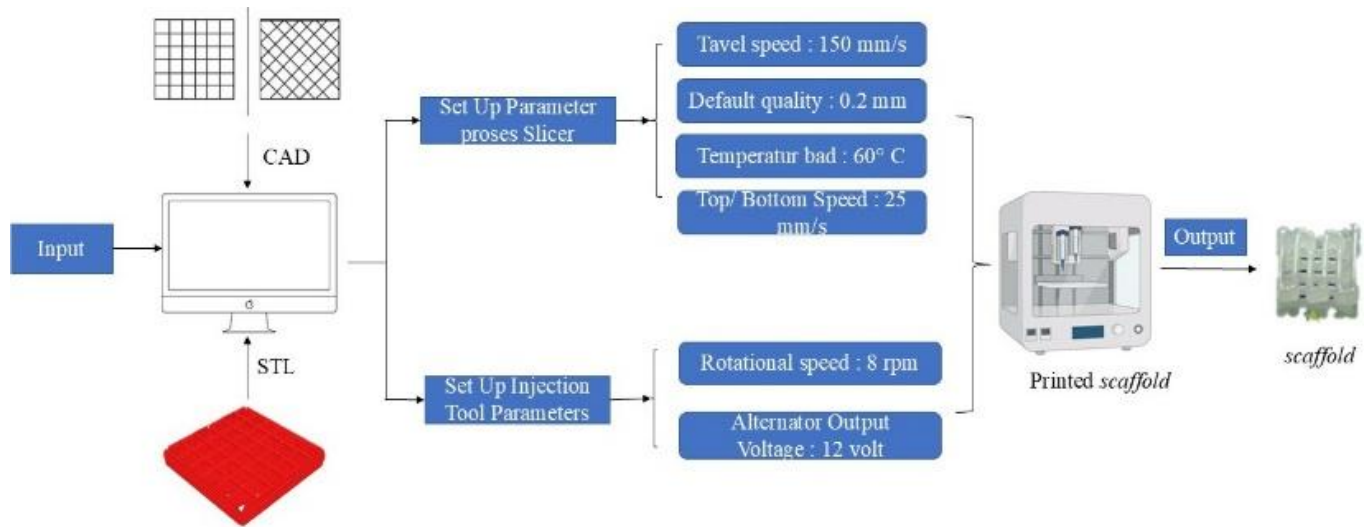 CAD
Input
STL
Set Up Parameter
proses Slicer
Set Up Injection
Tool Parameters
Tavel speed : 150 mm/s
Default quality : 0.2 mm
Temperatur bad : 60° C
Top/ Bottom Speed : 25
mm/s
Rotational speed : 8 rpm
Alternator Output
Voltage : 12 volt
Printed scaffold
Output
scaffold